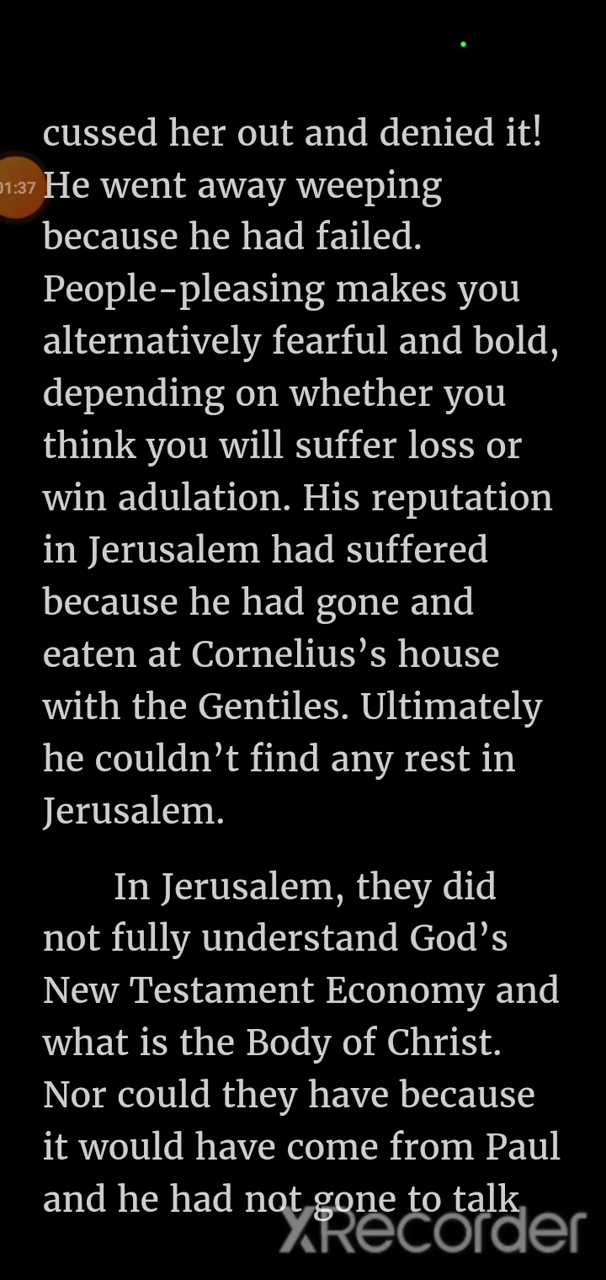 cussed her out and denied it!
01:37
He went away weeping
because he had failed.
People-pleasing makes you
alternatively fearful and bold,
depending on whether you
think you will suffer loss or
win adulation. His reputation
in Jerusalem had suffered
because he had gone and
eaten at Cornelius’s house
with the Gentiles. Ultimately
he couldn’t find any rest in
Jerusalem.
In Jerusalem, they did
not fully understand God’s
New Testament Economy and
what is the Body of Christ.
Nor could they have because
it would have come from Paul
and he had not gone to talk
XRecorder